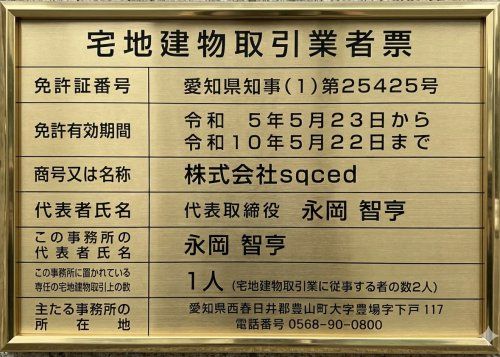 宅地建物取引業者票
免許証番号 愛知県知事(1)第25425号
免許有効期間 令和 5年5月23日から
令和 10年5月22日まで
商号又は名称 株式会社sqced
代表者氏名 代表取締役 永岡 智亨
この事務所の
代表者氏名 永岡 智亨
この事務所に置かれている
専任の宅地建物取引士の数 1人 (宅地建物取引業に従事する者の数2人)
主たる事務所の
所在地 愛知県西春日井郡豊山町大字豊場字下戸 117
電話番号 0568-90-0800